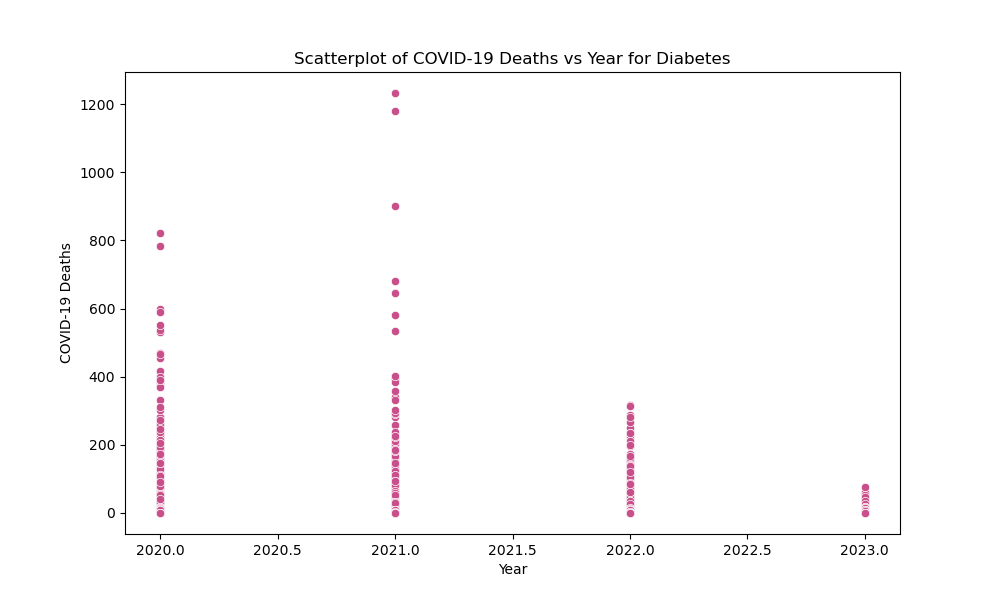 Scatterplot of COVID-19 Deaths vs Year for Diabetes
1200
1000
800
600
400
200
0
COVID-19 Deaths
2020.0 2020.5 2021.0 2021.5 2022.0 2022.5 2023.0
Year